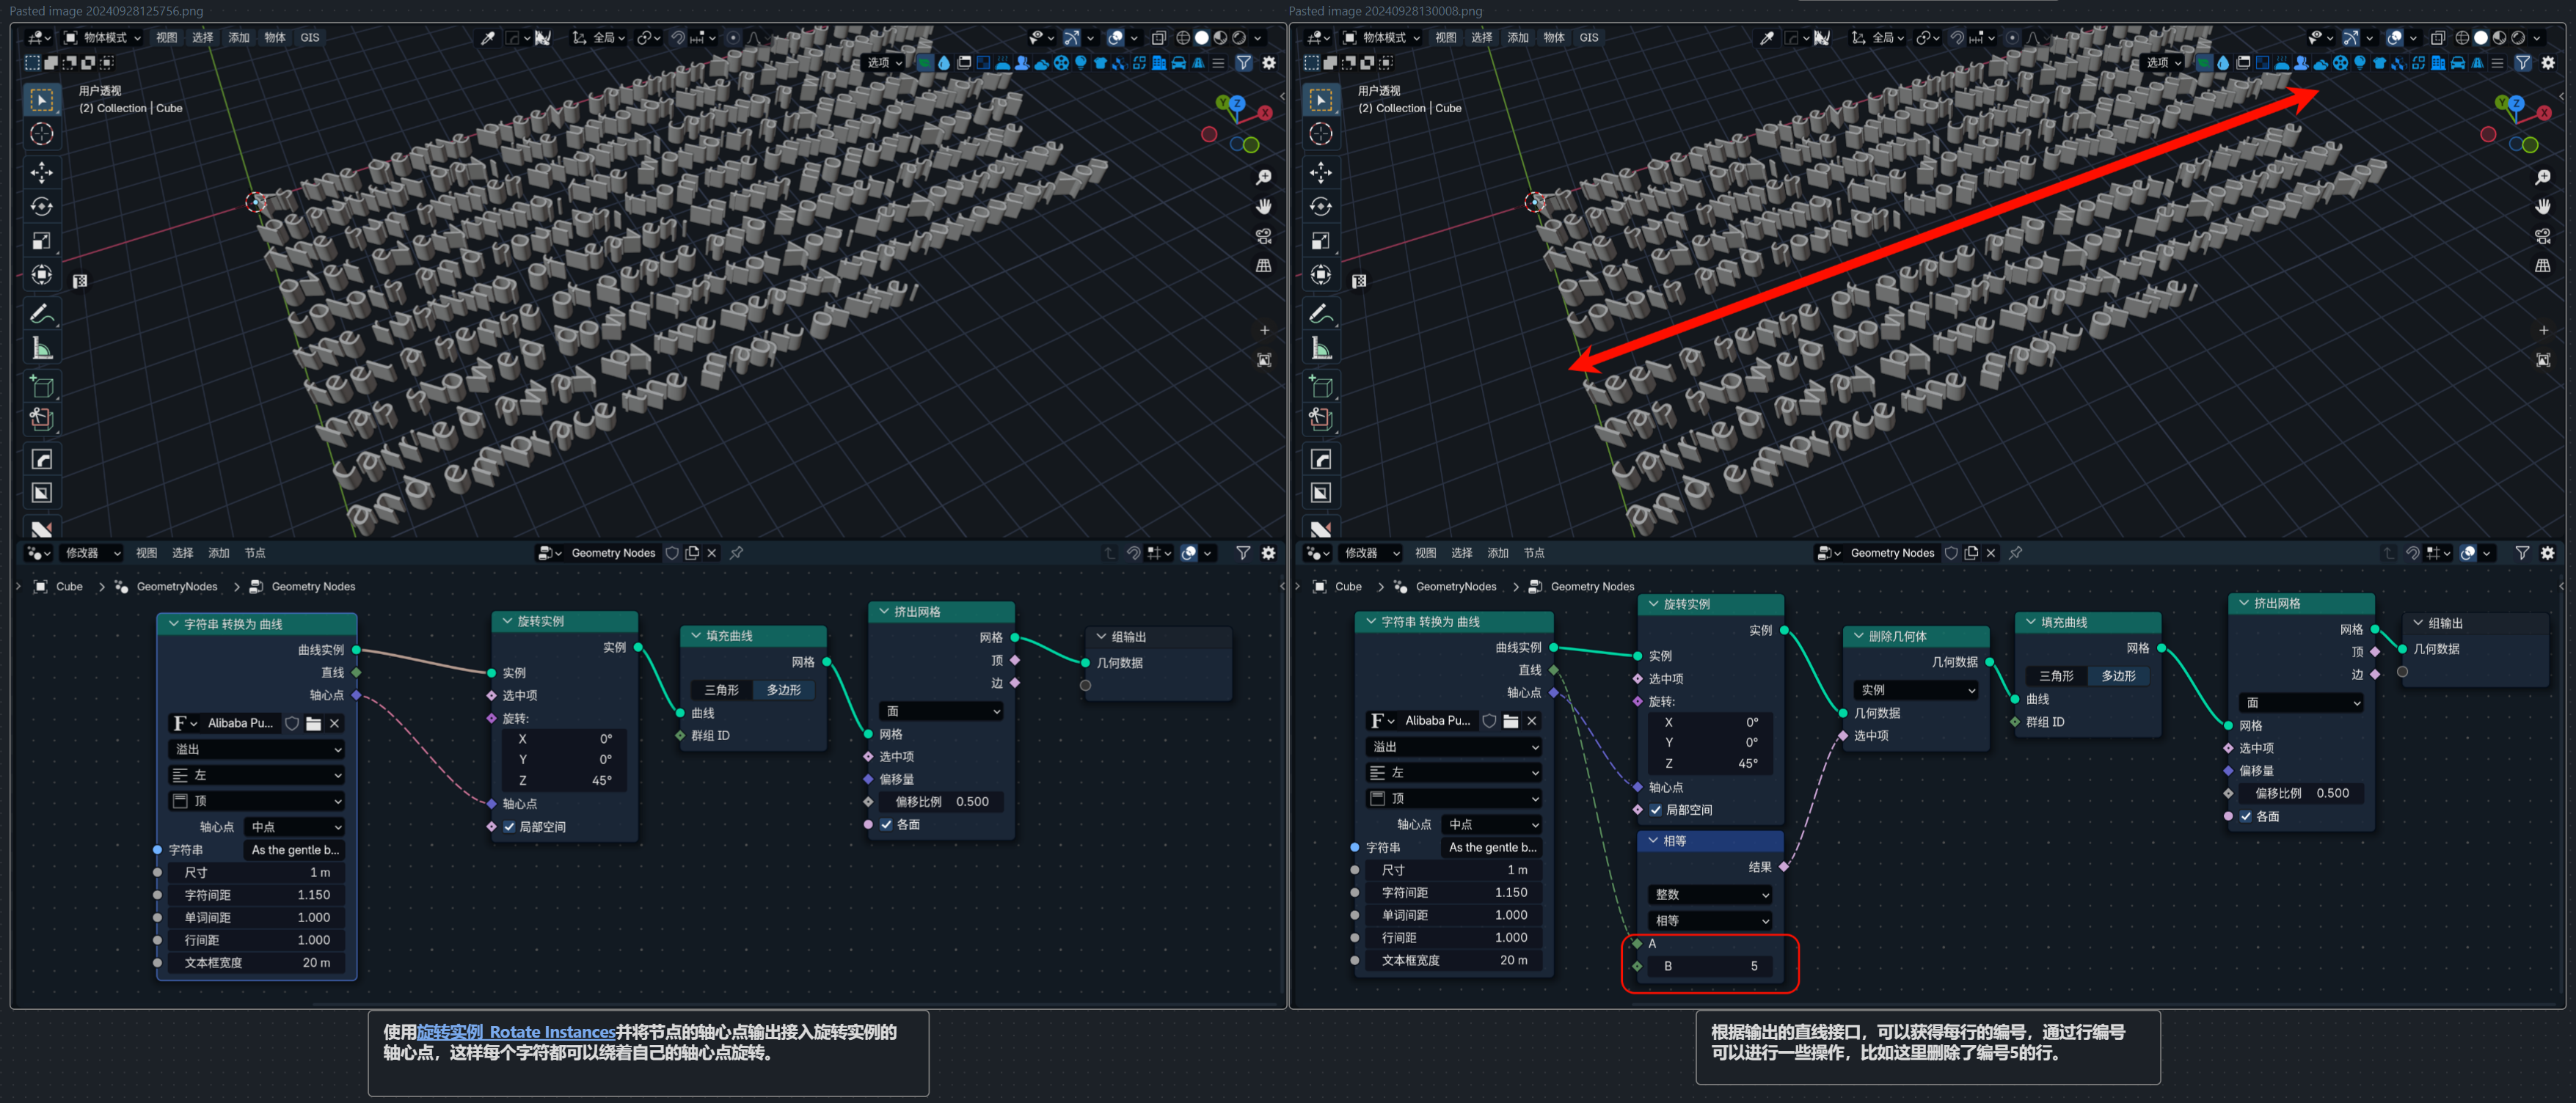 Pasted image 20240928125756.png
物体模式
视图
选择
添加
物体
GIS
全局
选项
用户透视
(2) Collection | Cube
Y
Z
X
修改器
视图
选择
添加
节点
Geometry Nodes
Cube
GeometryNodes
Geometry Nodes
字符串 转换为 曲线
曲线实例
直线
轴心点
F
Alibaba Pu...
溢出
左
顶
轴心点
中点
字符串
As the gentle b...
尺寸
1 m
字符间距
1.150
单词间距
1.000
行间距
1.000
文本框宽度
20 m
旋转实例
实例
实例
选中项
旋转:
X
0°
Y
0°
Z
45°
轴心点
局部空间
填充曲线
网格
三角形
多边形
曲线
群组 ID
挤出网格
网格
顶
边
面
网格
选中项
偏移量
偏移比例
0.500
各面
组输出
几何数据
使用旋转实例 Rotate Instances并将节点的轴心点输出接入旋转实例的
轴心点，这样每个字符都可以绕着自己的轴心点旋转。
Pasted image 20240928130008.png
物体模式
视图
选择
添加
物体
GIS
全局
选项
用户透视
(2) Collection | Cube
Y
Z
X
修改器
视图
选择
添加
节点
Geometry Nodes
Cube
GeometryNodes
Geometry Nodes
字符串 转换为 曲线
曲线实例
直线
轴心点
F
Alibaba Pu...
溢出
左
顶
轴心点
中点
字符串
As the gentle b...
尺寸
1 m
字符间距
1.150
单词间距
1.000
行间距
1.000
文本框宽度
20 m
旋转实例
实例
实例
选中项
旋转:
X
0°
Y
0°
Z
45°
轴心点
局部空间
相等
结果
整数
相等
A
B
5
删除几何体
几何数据
实例
几何数据
选中项
填充曲线
网格
三角形
多边形
曲线
群组 ID
挤出网格
网格
顶
边
面
网格
选中项
偏移量
偏移比例
0.500
各面
组输出
几何数据
根据输出的直线接口，可以获得每行的编号，通过行编号
可以进行一些操作，比如这里删除了编号5的行。